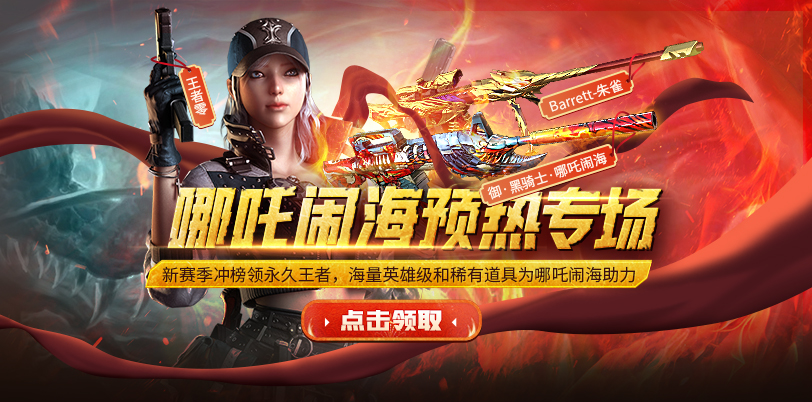 王者零
Barrett-朱雀
御·黑骑士·哪吒闹海
哪吒闹海预热专场
新赛季冲榜领永久王者，海量英雄级和稀有道具为哪吒闹海助力
点击领取